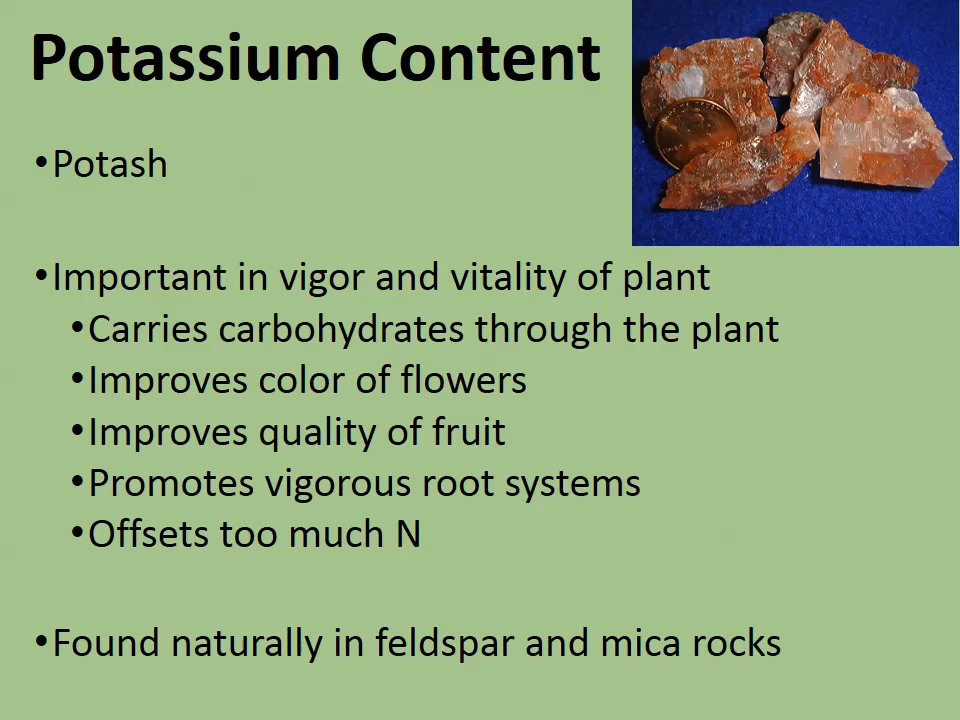 Potassium Content
•Potash
•Important in vigor and vitality of plant
•Carries carbohydrates through the plant
•Improves color of flowers
•Improves quality of fruit
•Promotes vigorous root systems
•Offsets too much N
•Found naturally in feldspar and mica rocks